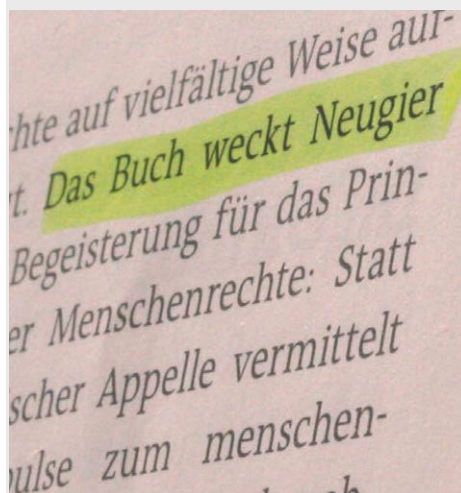 hte auf vielfältige Weise auf-
t. Das Buch weckt Neugier
Begeisterung für das Prin-
er Menschenrechte: Statt
scher Appelle vermittelt
pulse zum menschen-